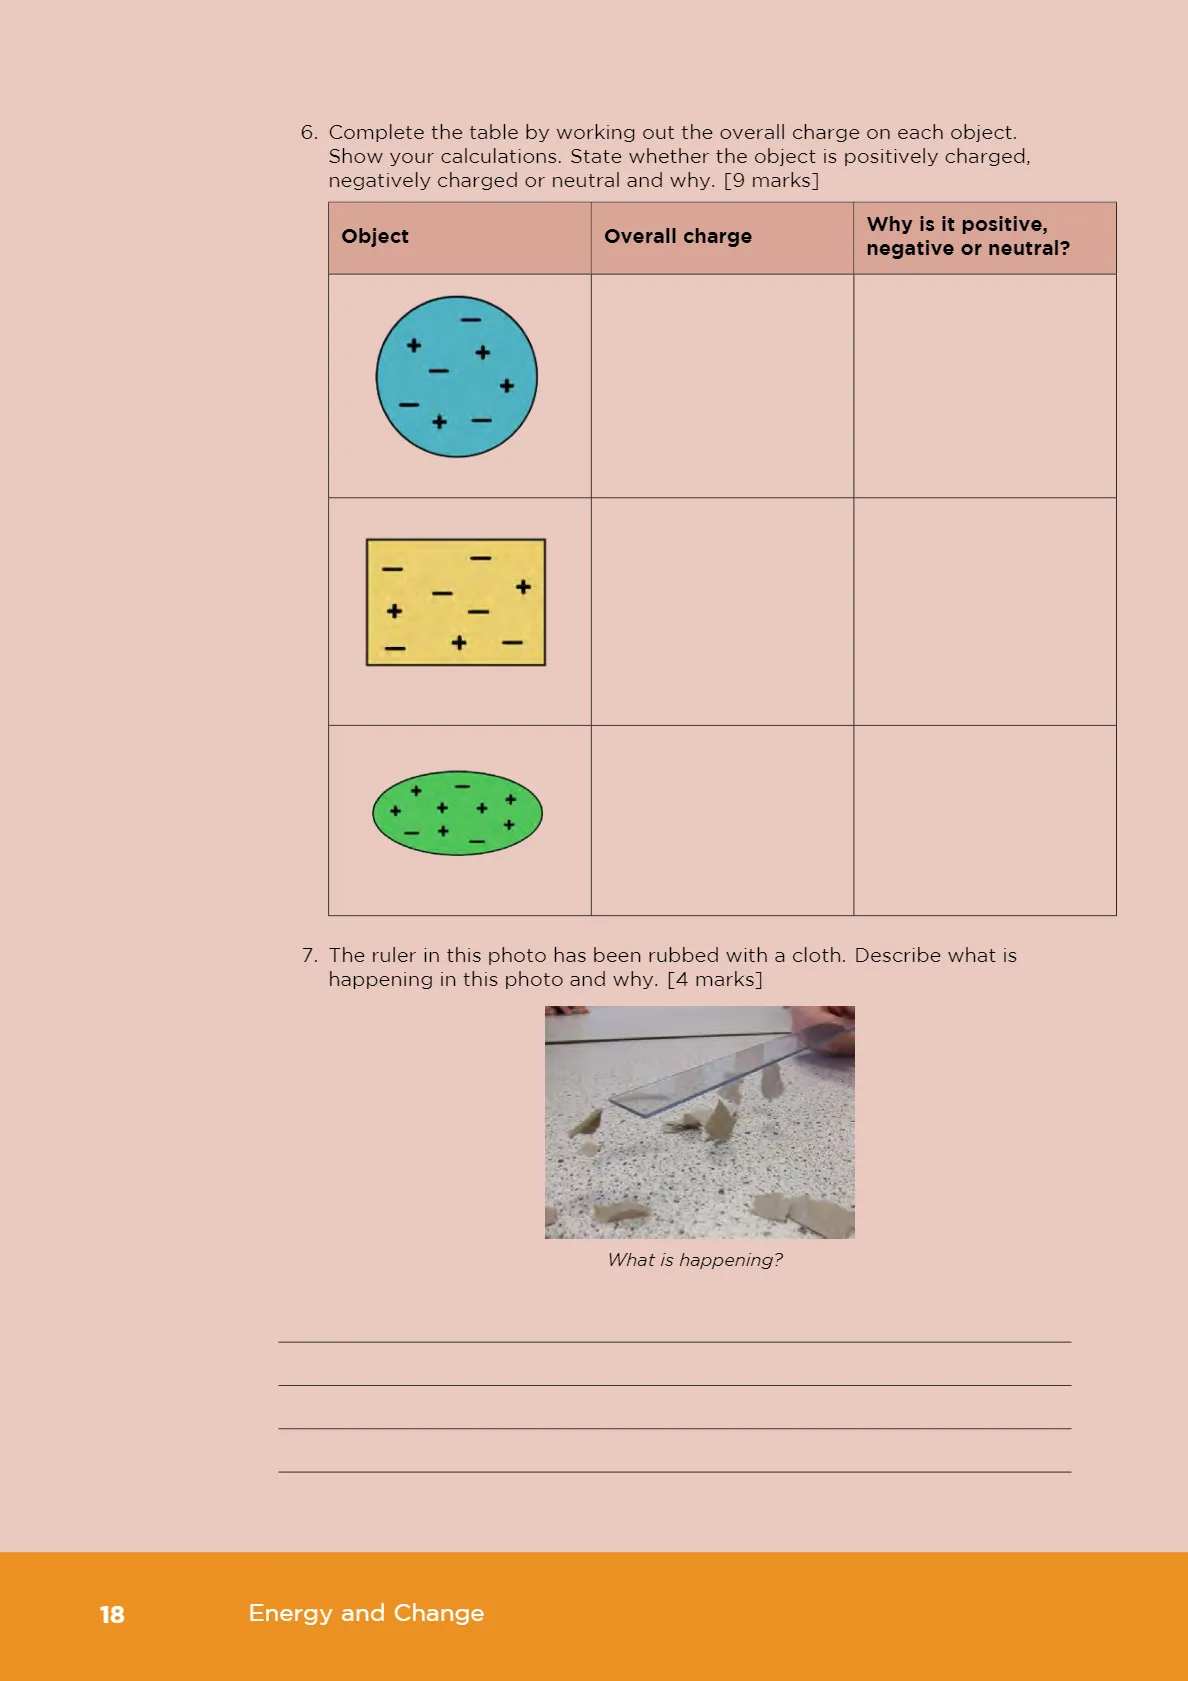 6. Complete the table by working out the overall charge on each object.
Show your calculations. State whether the object is positively charged,
negatively charged or neutral and why. [9 marks]
Object
Overall charge
Why is it positive,
negative or neutral?
7. The ruler in this photo has been rubbed with a cloth. Describe what is
happening in this photo and why. [4 marks]
What is happening?
18
Energy and Change